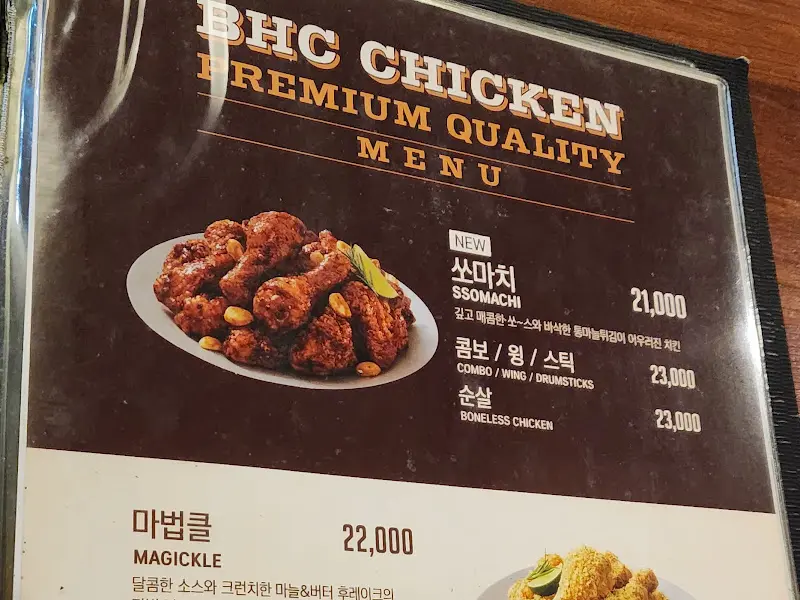 BHC CHICKEN
PREMIUM QUALITY
MENU
NEW
쏘마치
SSOMACHI
21,000
깊고 매콤한 쏘~스와 바삭한 통마늘튀김이 어우러진 치킨
콤보 / 윙 / 스틱
COMBO / WING / DRUMSTICKS
23,000
순살
BONELESS CHICKEN
23,000
마법클
22,000
MAGICKLE
달콤한 소스와 크런치한 마늘&버터 후레이크의